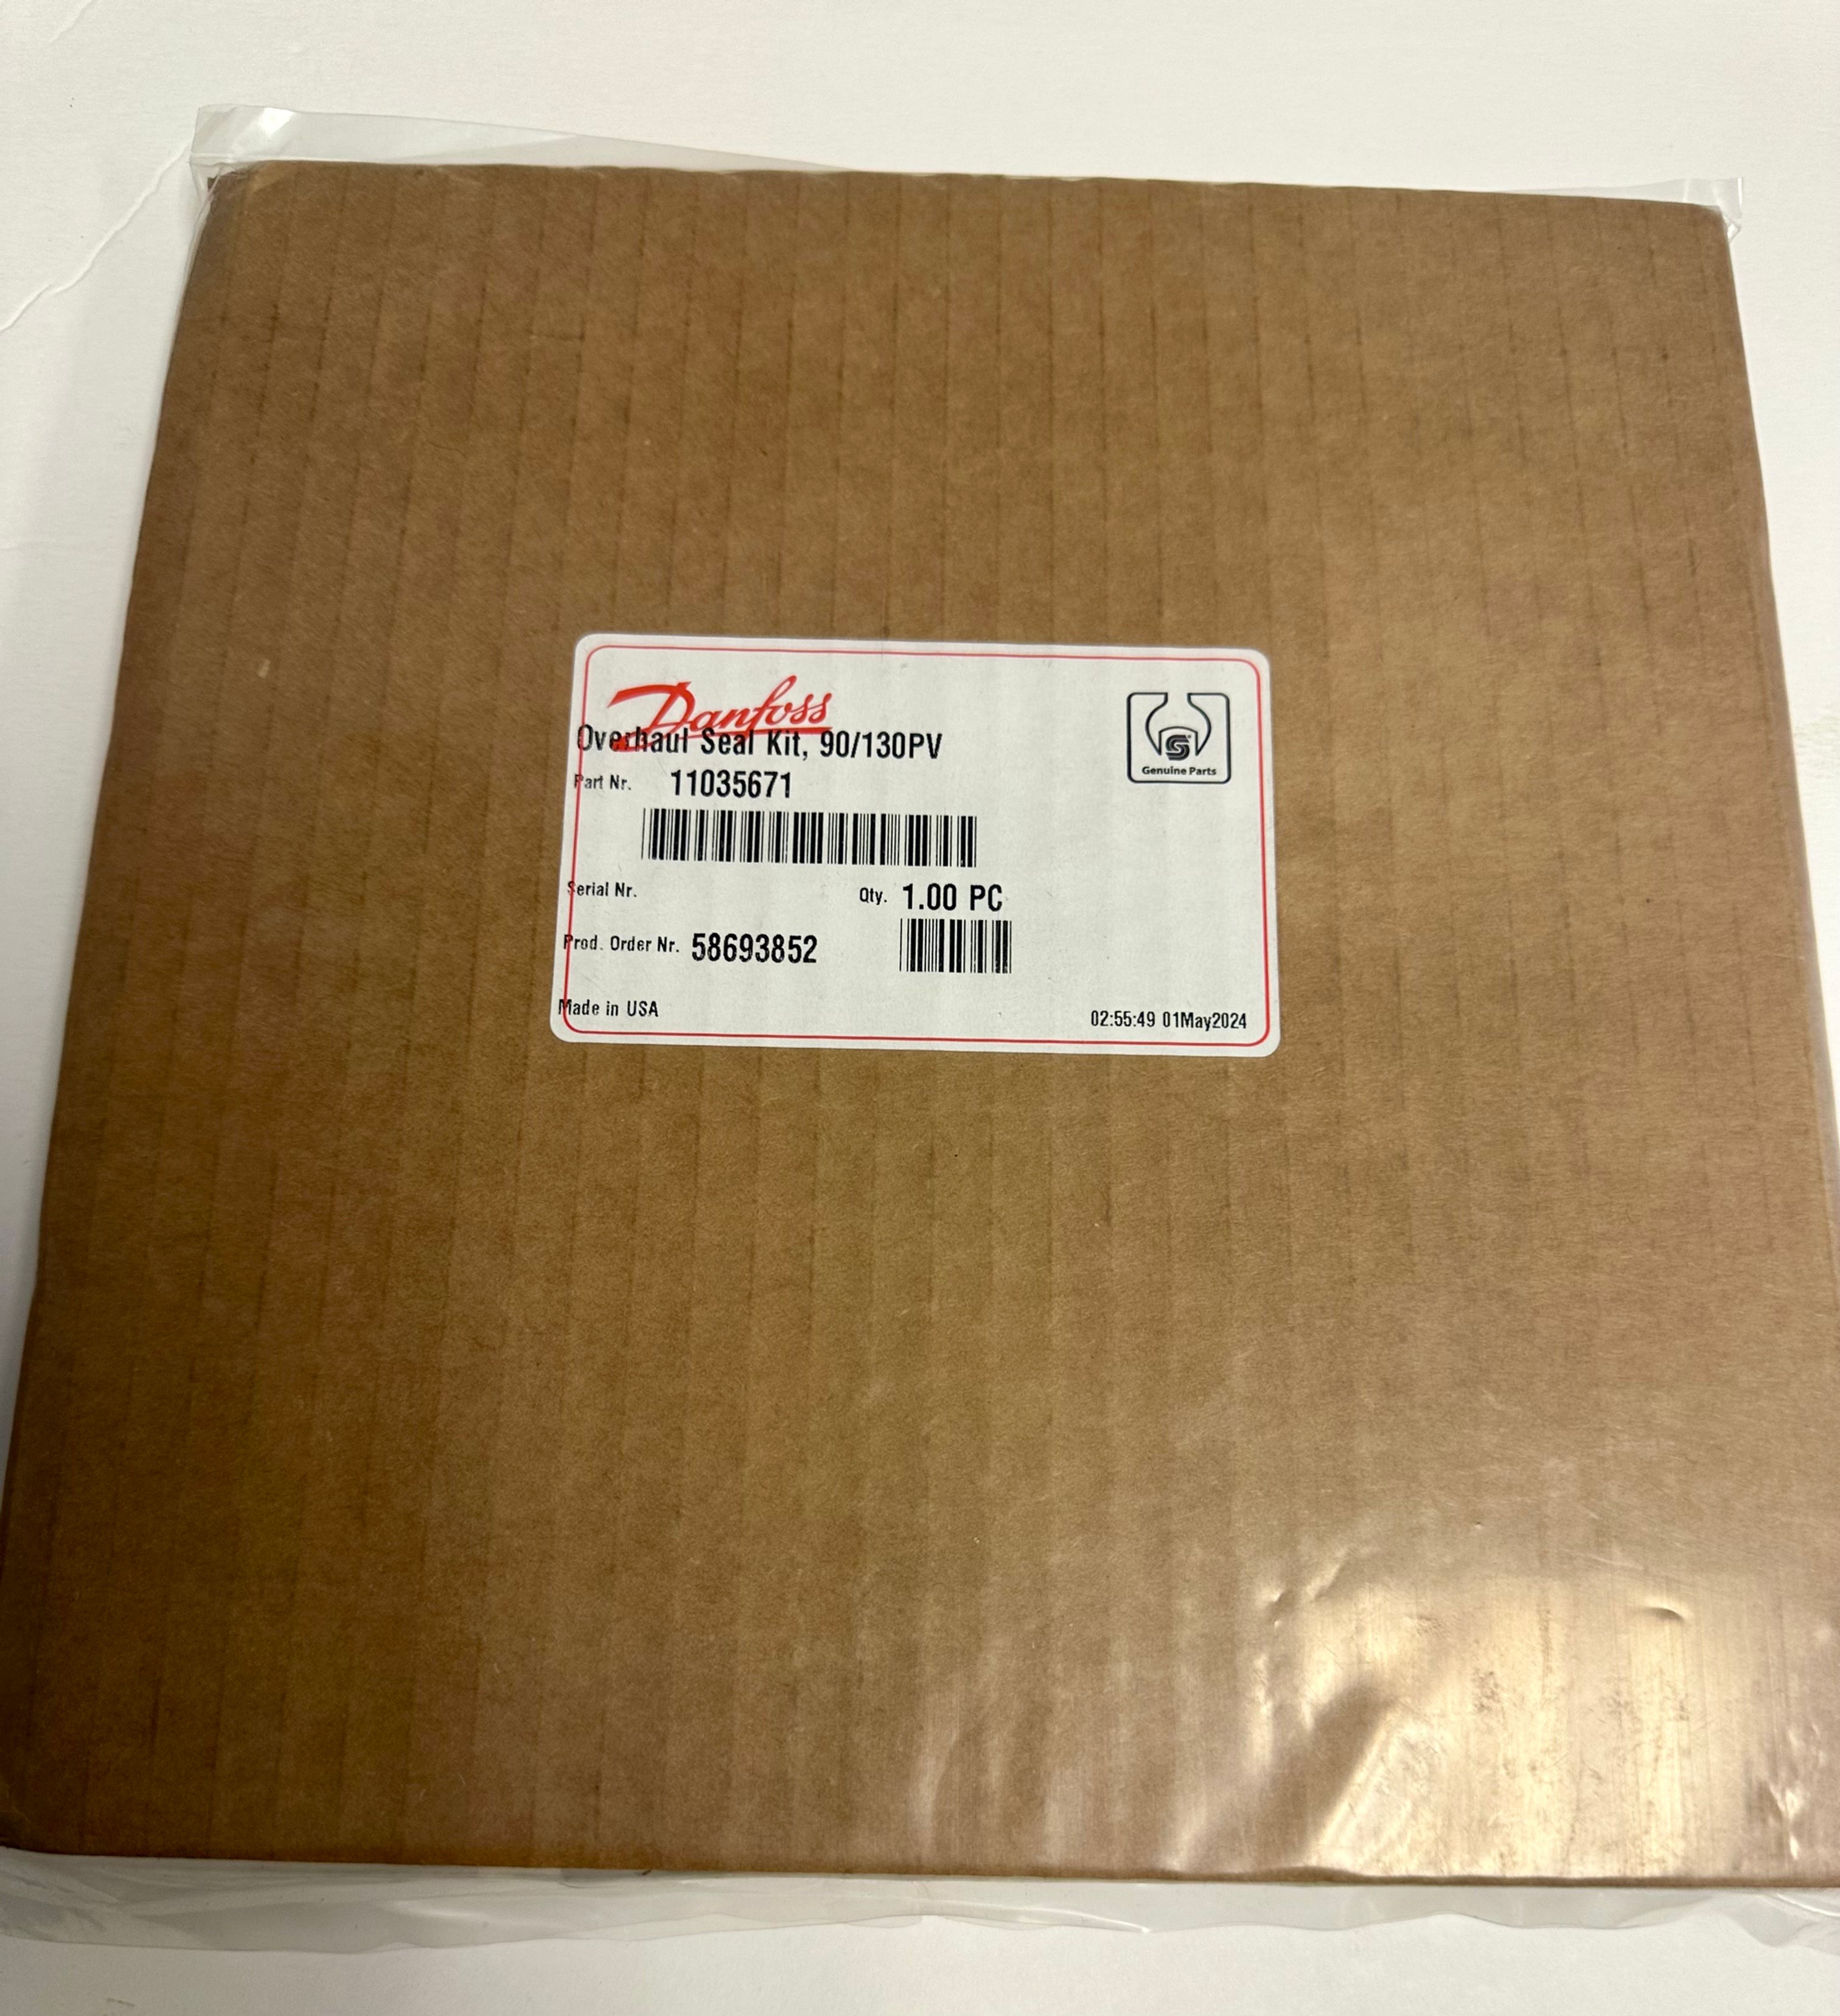 Danfoss
Overhaul Seal Kit, 90/130PV
Genuine Parts
Part Nr. 11035671
Serial Nr.
Qty. 1.00 PC
Prod. Order Nr. 58693852
Made in USA
02:55:49 01May2024